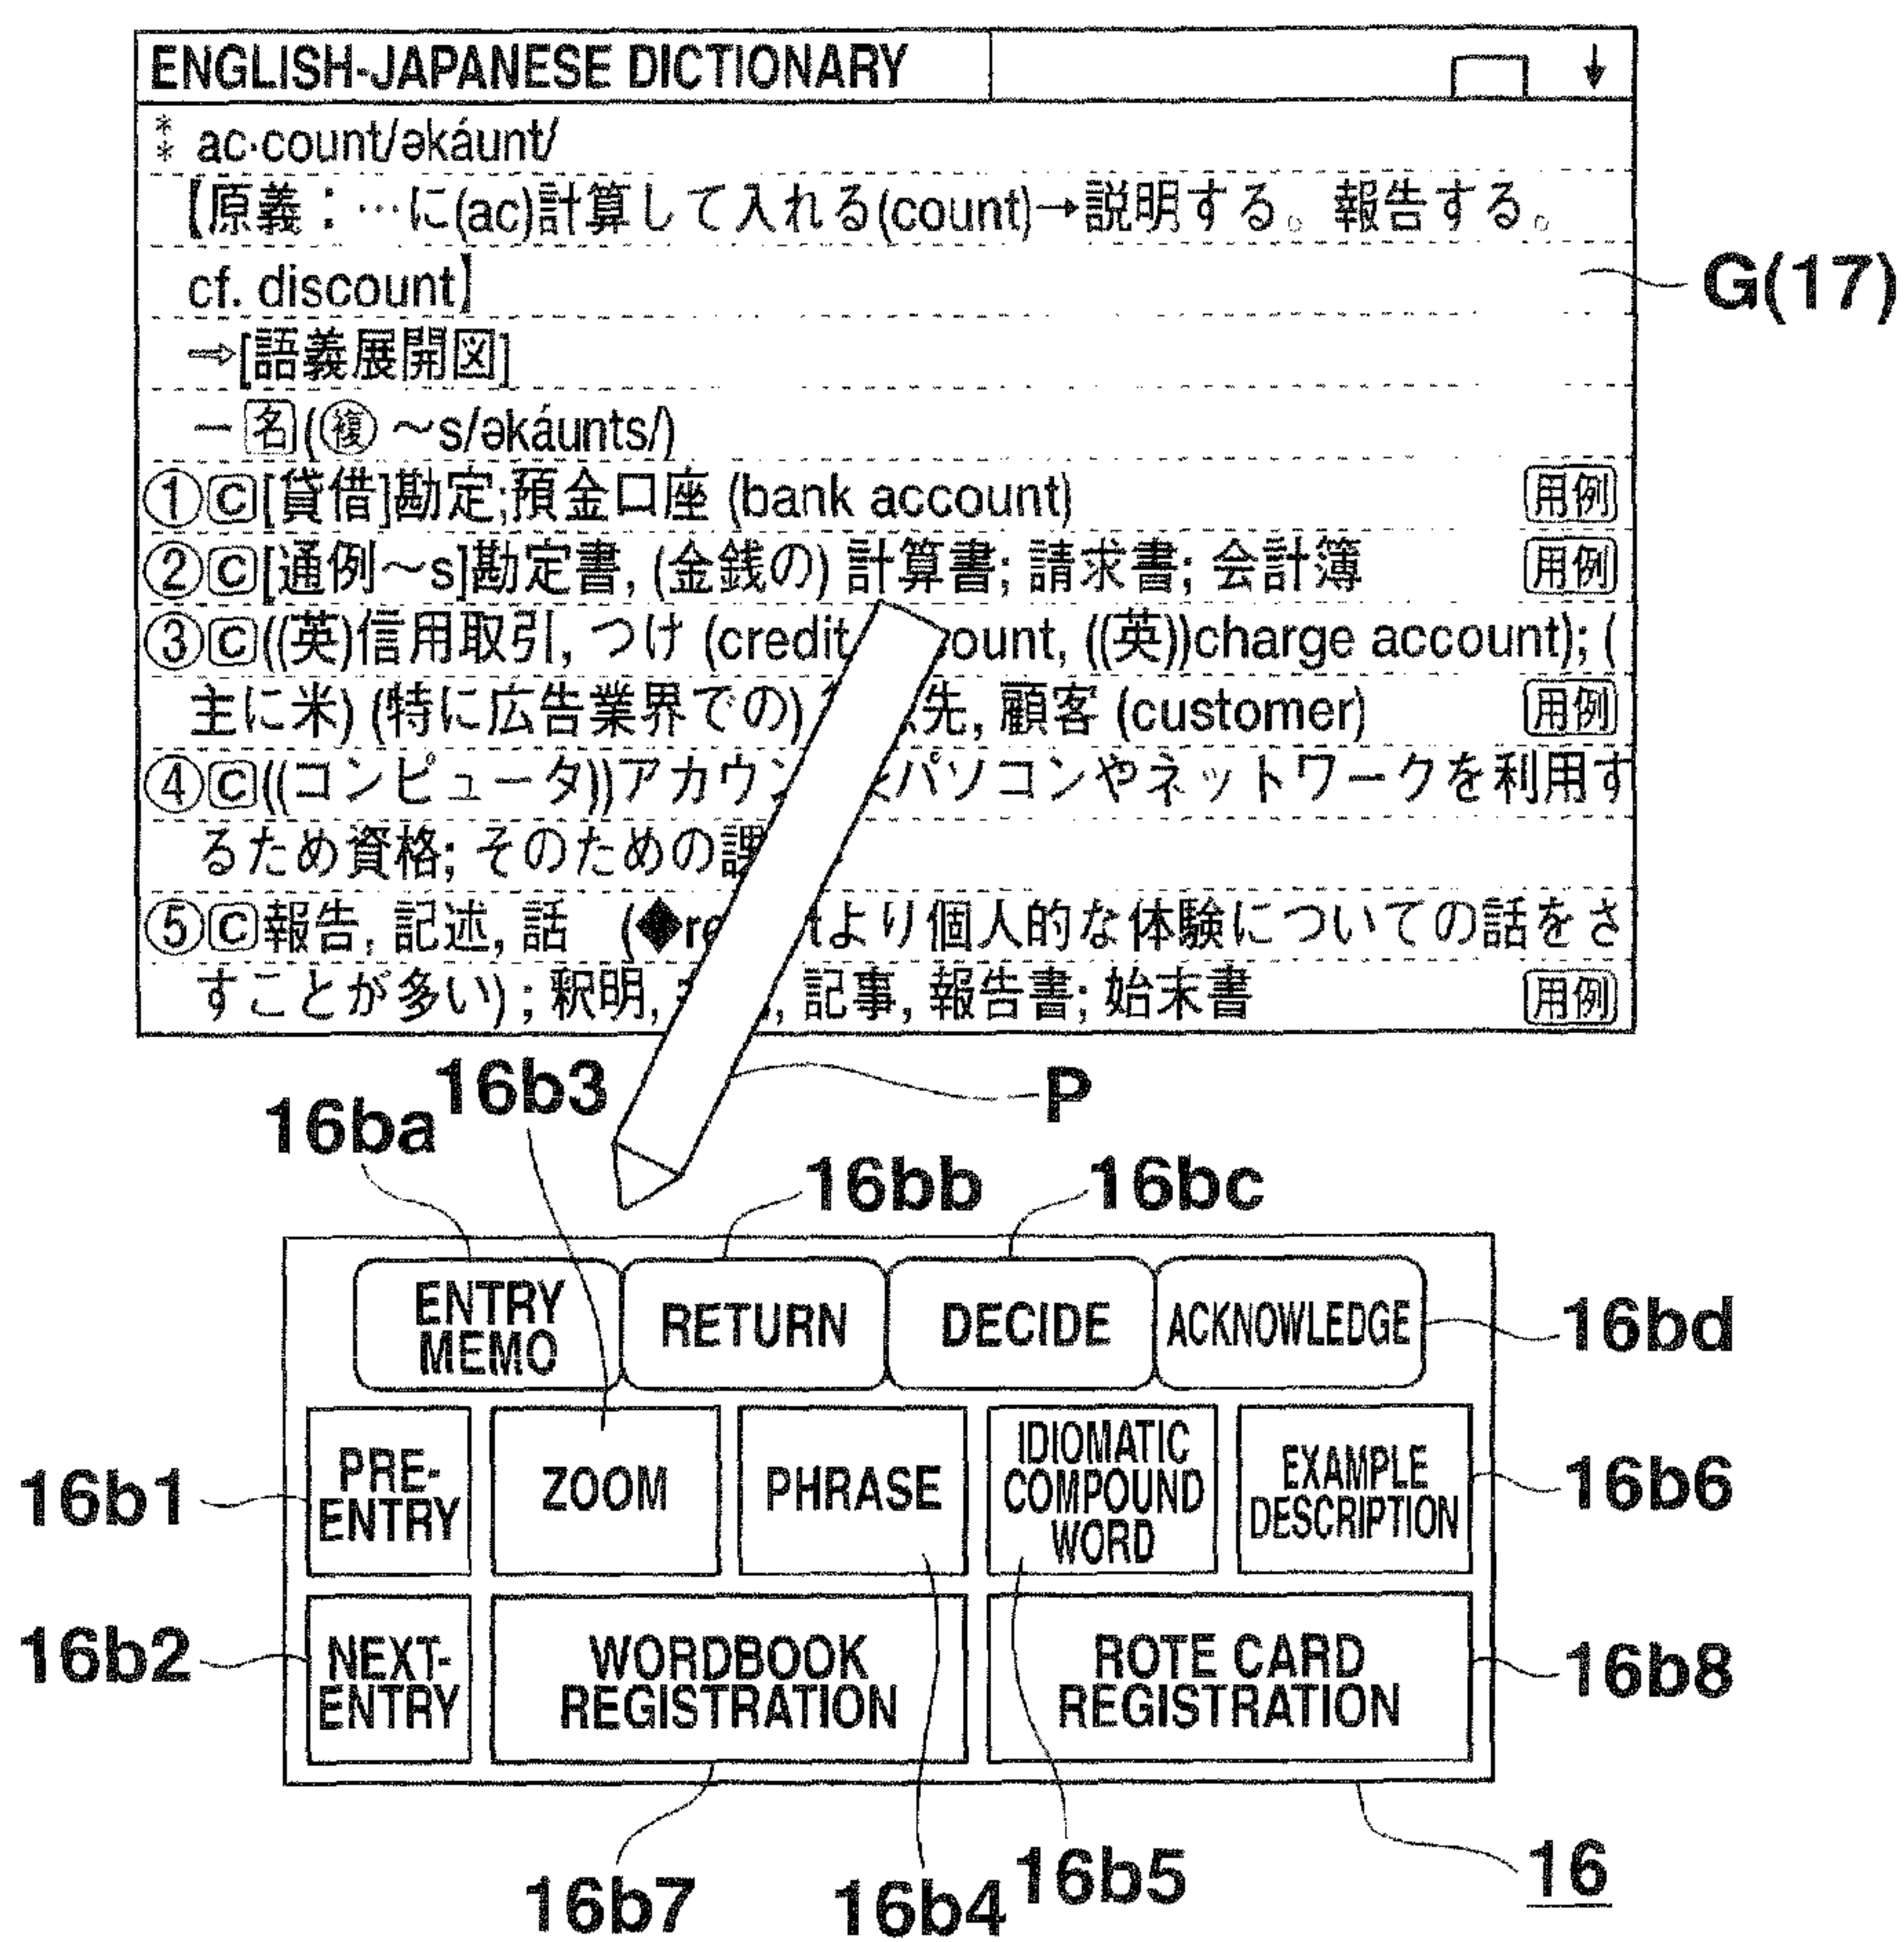 ENGLISH-JAPANESE DICTIONARY ↓
** ac·count/əkáunt/
【原義：…に(ac)計算して入れる(count)→説明する。報告する。
cf. discount】
G(17)
⇒[語義展開図]
— 名(複 ～s/əkáunts/)
① C [貸借]勘定;預金口座 (bank account) 用例
② C [通例～s]勘定書, (金銭の) 計算書; 請求書; 会計簿 用例
③ C ((英)信用取引, つけ (credit ount, ((英))charge account); (
主に米) (特に広告業界での) 先, 顧客 (customer) 用例
④ C ((コンピュータ))アカウン パソコンやネットワークを利用す
るため資格; そのための課
⑤ C 報告, 記述, 話 (◆re より個人的な体験についての話をさ
すことが多い) ; 釈明, 記事, 報告書; 始末書 用例
16b3
P
16ba
16bb
16bc
ENTRY
MEMO
RETURN
DECIDE
ACKNOWLEDGE
16bd
16b1
PRE-
ENTRY
ZOOM
PHRASE
IDIOMATIC
COMPOUND
WORD
EXAMPLE
DESCRIPTION
16b6
16b2
NEXT-
ENTRY
WORDBOOK
REGISTRATION
ROTE CARD
REGISTRATION
16b8
16b7
16b4
16b5
16